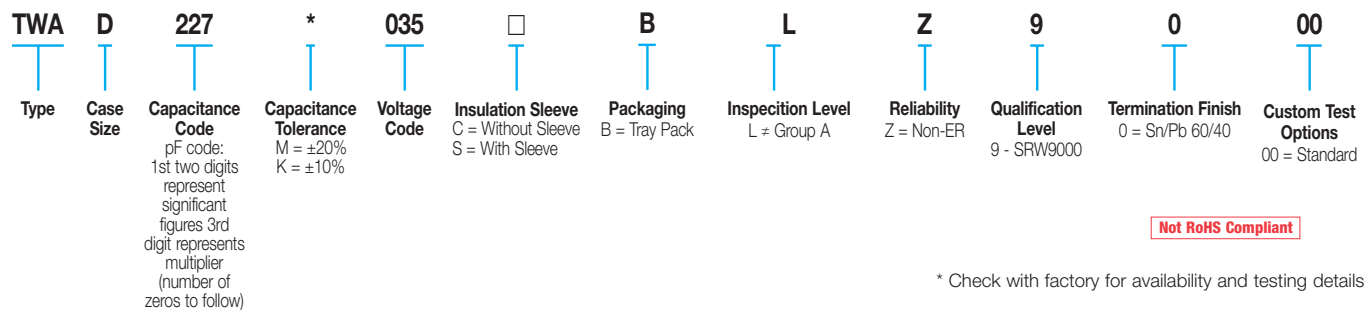 TWA D 227 * 035 □ B L Z 9 0 00
Type
Case
Size
Capacitance
Code
pF code:
1st two digits
represent
significant
figures 3rd
digit represents
multiplier
(number of
zeros to follow)
Capacitance
Tolerance
M = ±20%
K = ±10%
Voltage
Code
Insulation Sleeve
C = Without Sleeve
S = With Sleeve
Packaging
B = Tray Pack
Inspecition Level
L ≠ Group A
Reliability
Z = Non-ER
Qualification
Level
9 - SRW9000
Termination Finish
0 = Sn/Pb 60/40
Custom Test
Options
00 = Standard
Not RoHS Compliant
* Check with factory for availability and testing details